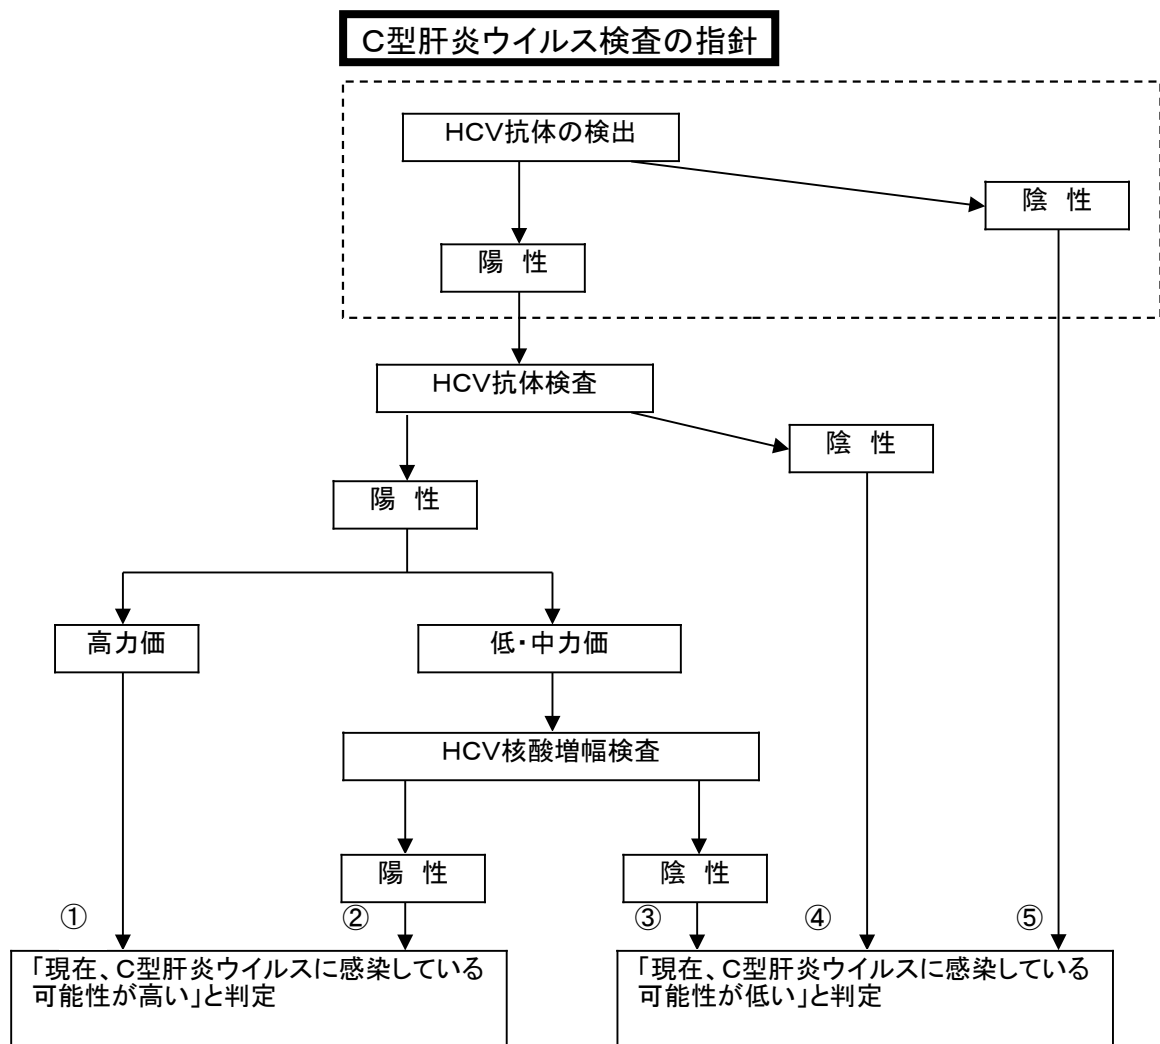 C型肝炎ウイルス検査の指針
HCV抗体の検出
陰 性
陽 性
HCV抗体検査
陰 性
陽 性
高力価
低・中力価
HCV核酸増幅検査
陽 性
陰 性
①
②
③
④
⑤
「現在、C型肝炎ウイルスに感染している
可能性が高い」と判定
「現在、C型肝炎ウイルスに感染している
可能性が低い」と判定